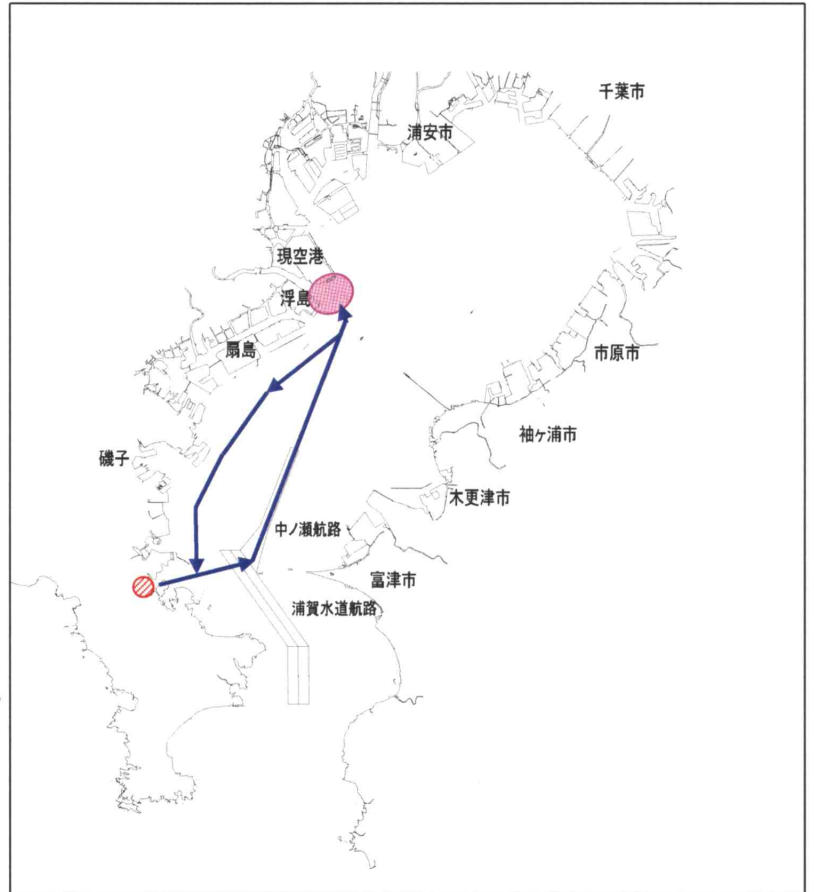 千葉市
浦安市
現空港
浮島
扇島
市原市
袖ヶ浦市
磯子
木更津市
中ノ瀬航路
富津市
浦賀水道航路